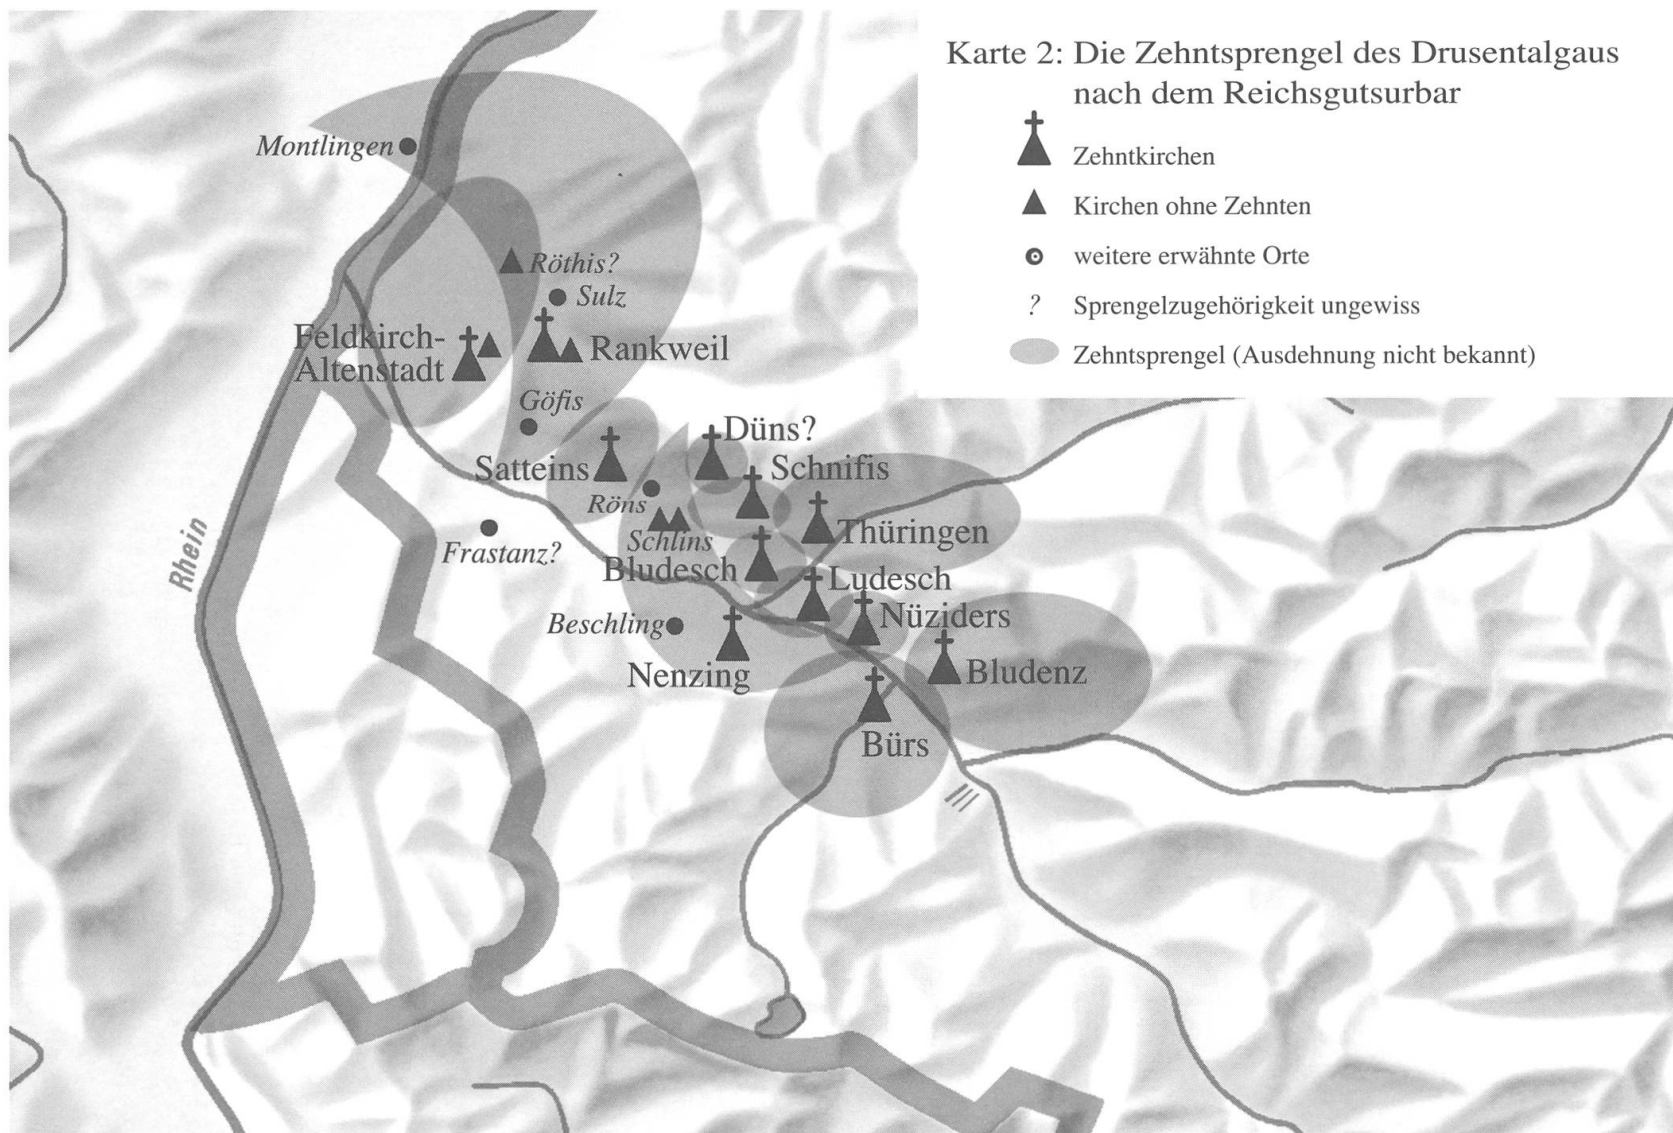 Karte 2: Die Zehntsprengel des Drusentalgaus
nach dem Reichsgutsurbar
Zehntkirchen
Kirchen ohne Zehnten
weitere erwähnte Orte
? Sprengelzugehörigkeit ungewiss
Zehntsprengel (Ausdehnung nicht bekannt)
Montlingen
Röthis?
Sulz
Feldkirch-
Altenstadt
Rankweil
Göfis
Düns?
Satteins
Schnifis
Röns
Thüringen
Schlins
Frastanz?
Bludesch
Ludesch
Rhein
Nüziders
Beschling
Nenzing
Bludenz
Bürs